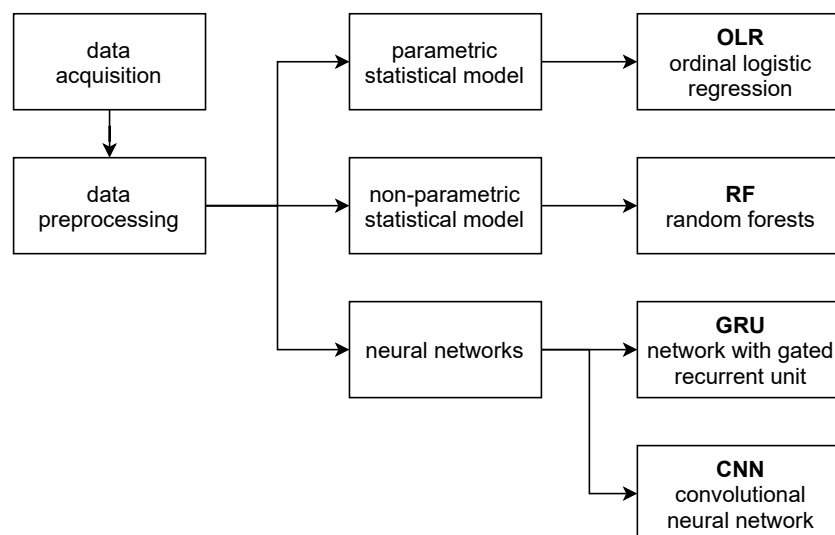 data
acquisition
parametric
statistical model
OLR
ordinal logistic
regression
data
preprocessing
non-parametric
statistical model
RF
random forests
neural networks
GRU
network with gated
recurrent unit
CNN
convolutional
neural network